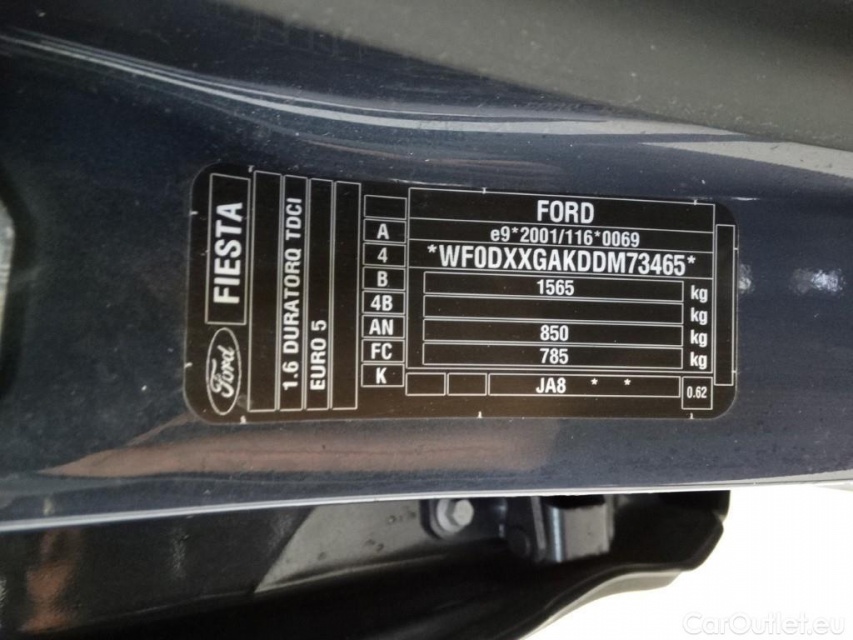 FIESTA
Ford
1.6 DURATORQ TDCI
EURO 5
A
4
B
4B
AN
FC
K
FORD
e9*2001/116*0069
*WF0DXXGAKDDM73465*
1565 kg
kg
850 kg
785 kg
JA8 * *
0.62
CarOutlet.eu